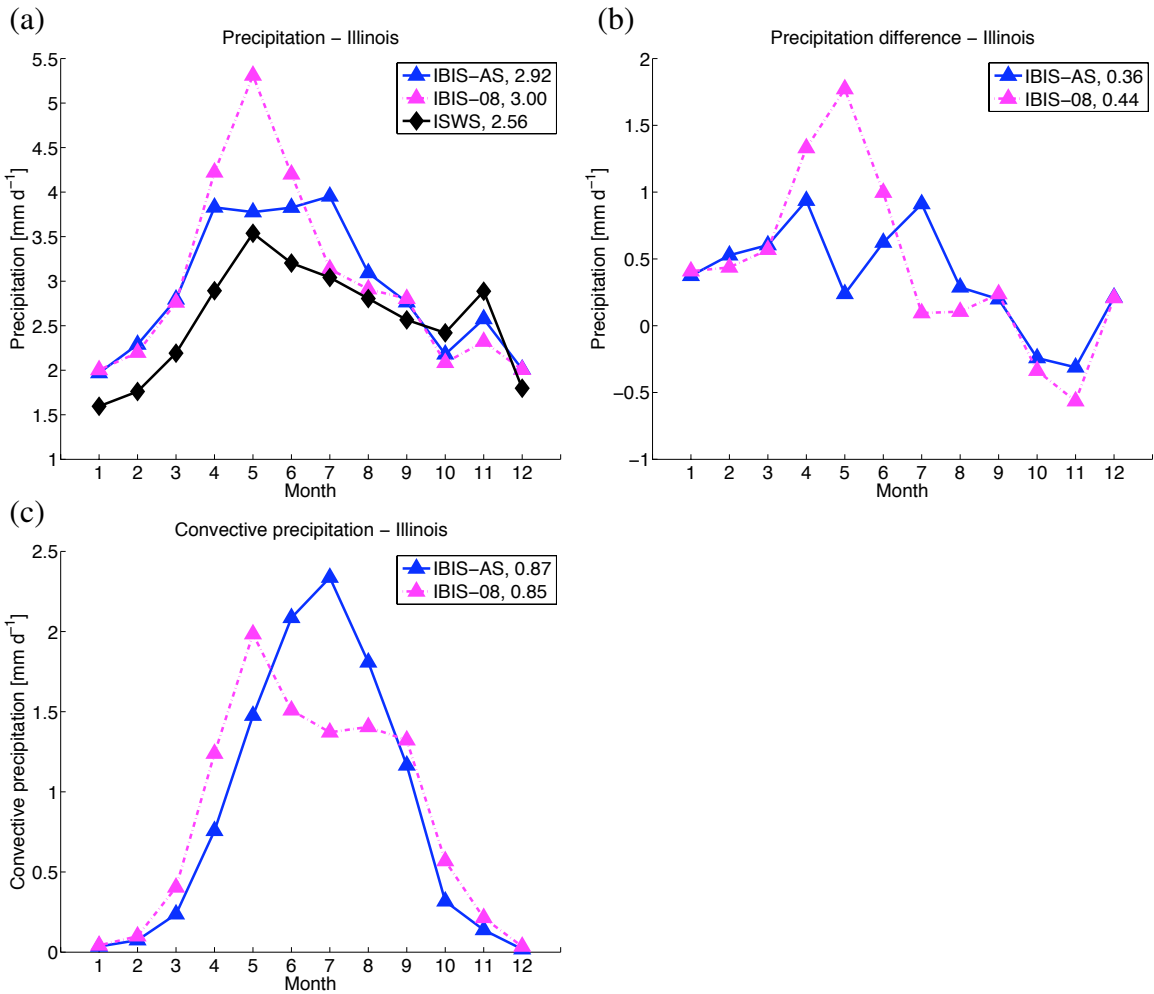 (a)
Precipitation – Illinois
IBIS–AS, 2.92
IBIS–08, 3.00
ISWS, 2.56
5.5
5
4.5
4
3.5
3
2.5
2
1.5
1
Precipitation [mm d⁻¹]
1 2 3 4 5 6 7 8 9 10 11 12
Month
(b)
Precipitation difference – Illinois
IBIS–AS, 0.36
IBIS–08, 0.44
2
1.5
1
0.5
0
−0.5
−1
Precipitation [mm d⁻¹]
1 2 3 4 5 6 7 8 9 10 11 12
Month
(c)
Convective precipitation – Illinois
IBIS–AS, 0.87
IBIS–08, 0.85
2.5
2
1.5
1
0.5
0
Convective precipitation [mm d⁻¹]
1 2 3 4 5 6 7 8 9 10 11 12
Month